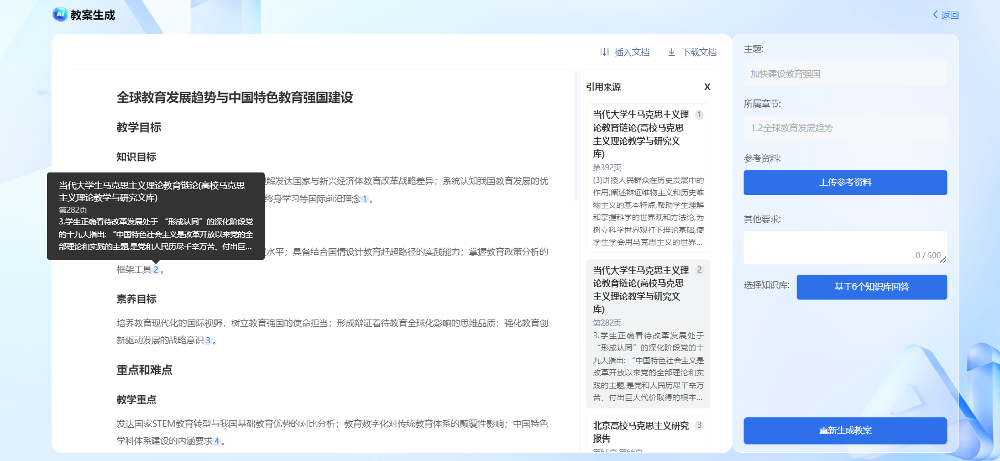 AI 教案生成
返回
插入文档
下载文档
全球教育发展趋势与中国特色教育强国建设
教学目标
知识目标
解发达国家与新兴经济体教育改革战略差异；系统认知我国教育发展的优
终身学习等国际前沿理念1。
水平；具备结合国情设计教育赶超路径的实践能力；掌握教育政策分析的
框架工具2。
素养目标
培养教育现代化的国际视野，树立教育强国的使命担当；形成辩证看待教育全球化影响的思维品质；强化教育创
新驱动发展的战略意识3。
重点和难点
教学重点
发达国家STEM教育转型与我国基础教育优势的对比分析；教育数字化对传统教育体系的颠覆性影响；中国特色
学科体系建设的内涵要求4。
当代大学生马克思主义理论教育链论(高校马克思
主义理论教学与研究文库)
第282页
3.学生正确看待改革发展处于 “形成认同”的深化阶段党
的十九大指出: “中国特色社会主义是改革开放以来党的全
部理论和实践的主题,是党和人民历尽千辛万苦、付出巨...
引用来源
X
当代大学生马克思主义理 1
论教育链论(高校马克思
主义理论教学与研究文
库)
第392页
(3)讲授人民群众在历史发展中的
作用,阐述辩证唯物主义和历史唯
物主义的基本特点,帮助学生理解
和掌握科学的世界观和方法论,为
树立科学世界观打下理论基础,使
学生学会用马克思主义的世界...
当代大学生马克思主义理 2
论教育链论(高校马克思
主义理论教学与研究文
库)
第282页
3.学生正确看待改革发展处于
“形成认同”的深化阶段党的十
九大指出: “中国特色社会主义是
改革开放以来党的全部理论和实
践的主题,是党和人民历尽千辛万
苦、付出巨大代价取得的根本...
北京高校马克思主义研究 3
报告
第65页,第66页
主题:
加快建设教育强国
所属章节:
1.2全球教育发展趋势
参考资料:
上传参考资料
其他要求:
0 / 500
选择知识库:
基于6个知识库回答
重新生成教案